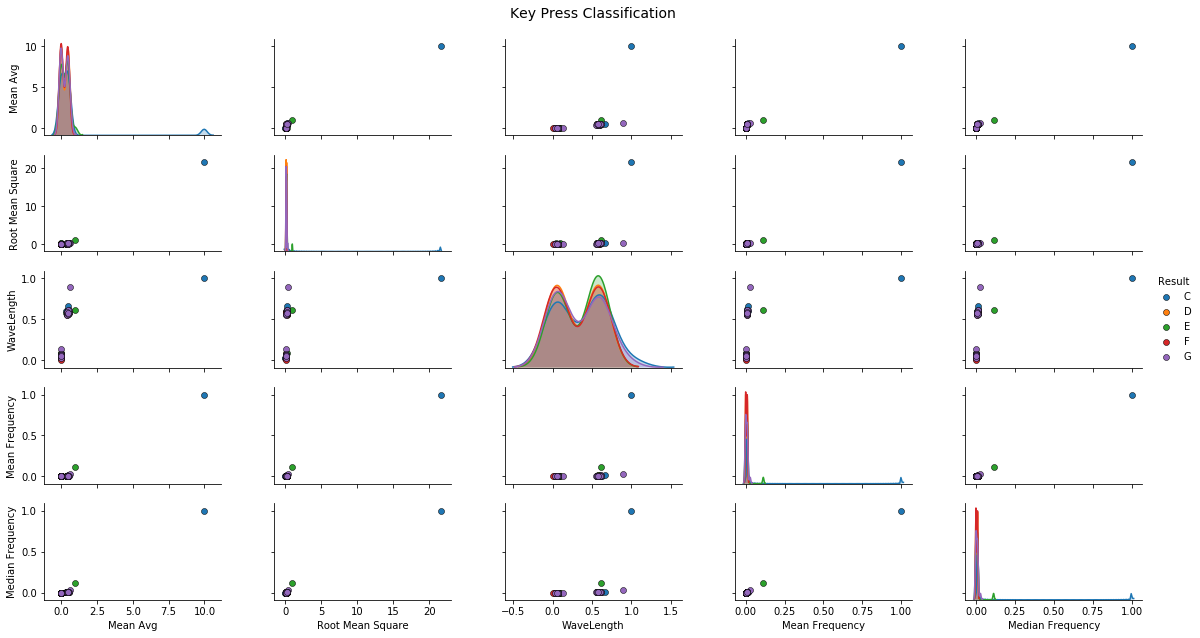 Key Press Classification
Mean Avg
10
5
0
Root Mean Square
20
10
0
WaveLength
1.0
0.5
0.0
Mean Frequency
1.0
0.5
0.0
Median Frequency
1.0
0.5
0.0
0.0 2.5 5.0 7.5 10.0
Mean Avg
0 5 10 15 20
Root Mean Square
−0.5 0.0 0.5 1.0 1.5
WaveLength
0.00 0.25 0.50 0.75 1.00
Mean Frequency
0.00 0.25 0.50 0.75 1.00
Median Frequency
Result
C
D
E
F
G